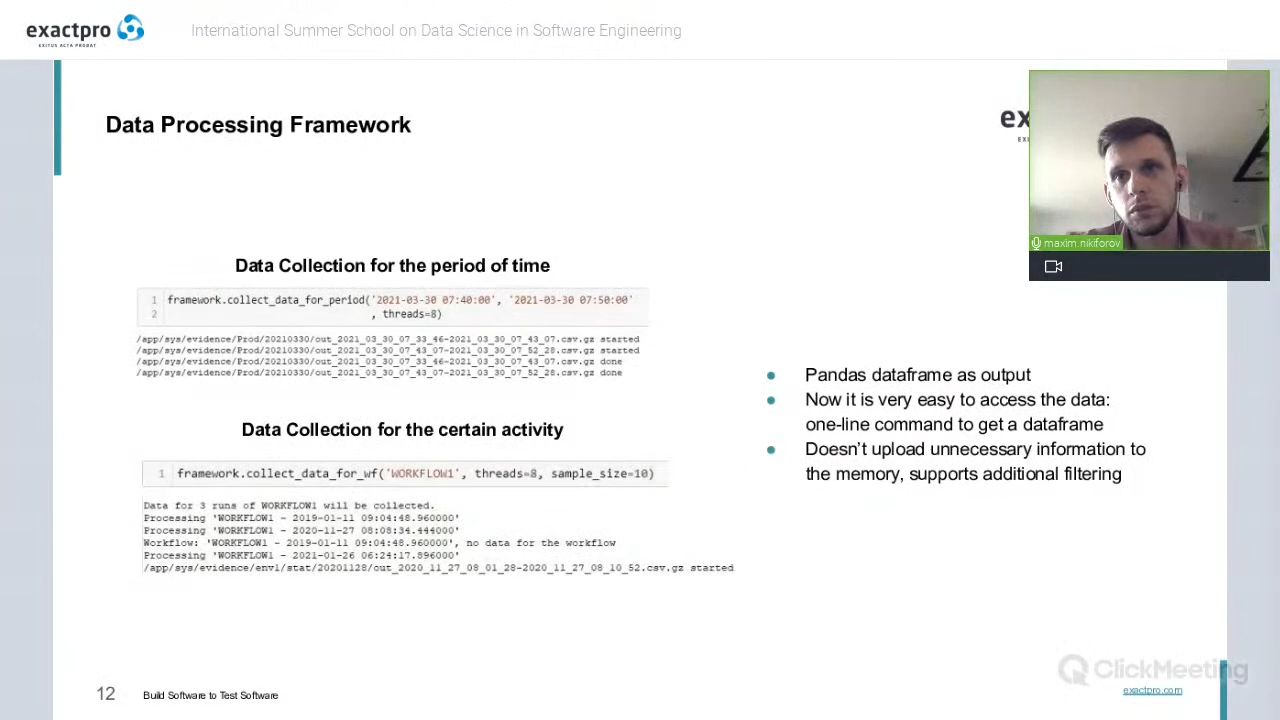 exactpro
EXITUS ACTA PROBAT
International Summer School on Data Science in Software Engineering
Data Processing Framework
ex
EX
maxim.nikiforov
Data Collection for the period of time
1 framework.collect_data_for_period('2021-03-30 07:40:00', '2021-03-30 07:50:00'
2 , threads=8)
/app/sys/evidence/Prod/20210330/out_2021_03_30_07_33_46-2021_03_30_07_43_07.csv.gz started
/app/sys/evidence/Prod/20210330/out_2021_03_30_07_43_07-2021_03_30_07_52_28.csv.gz started
/app/sys/evidence/Prod/20210330/out_2021_03_30_07_33_46-2021_03_30_07_43_07.csv.gz done
/app/sys/evidence/Prod/20210330/out_2021_03_30_07_43_07-2021_03_30_07_52_28.csv.gz done
Data Collection for the certain activity
1 framework.collect_data_for_wf('WORKFLOW1', threads=8, sample_size=10)
Data for 3 runs of WORKFLOW1 will be collected.
Processing 'WORKFLOW1 - 2019-01-11 09:04:48.960000'
Processing 'WORKFLOW1 - 2020-11-27 08:08:34.444000'
Workflow: 'WORKFLOW1 - 2019-01-11 09:04:48.960000', no data for the workflow
Processing 'WORKFLOW1 - 2021-01-26 06:24:17.896000'
/app/sys/evidence/env1/stat/20201128/out_2020_11_27_08_01_28-2020_11_27_08_10_52.csv.gz started
Pandas dataframe as output
Now it is very easy to access the data:
one-line command to get a dataframe
Doesn't upload unnecessary information to
the memory, supports additional filtering
ClickMeeting
12
Build Software to Test Software
exactpro.com